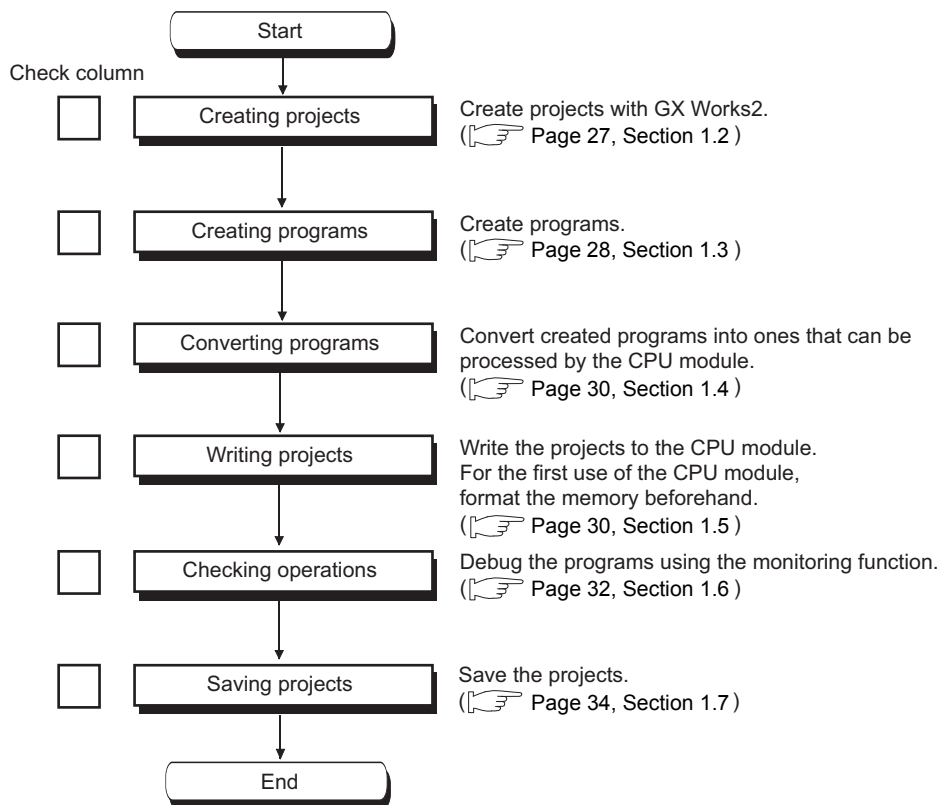 Start
Check column
Creating projects
Create projects with GX Works2.
( Page 27, Section 1.2 )
Creating programs
Create programs.
( Page 28, Section 1.3 )
Converting programs
Convert created programs into ones that can be
processed by the CPU module.
( Page 30, Section 1.4 )
Writing projects
Write the projects to the CPU module.
For the first use of the CPU module,
format the memory beforehand.
( Page 30, Section 1.5 )
Checking operations
Debug the programs using the monitoring function.
( Page 32, Section 1.6 )
Saving projects
Save the projects.
( Page 34, Section 1.7 )
End